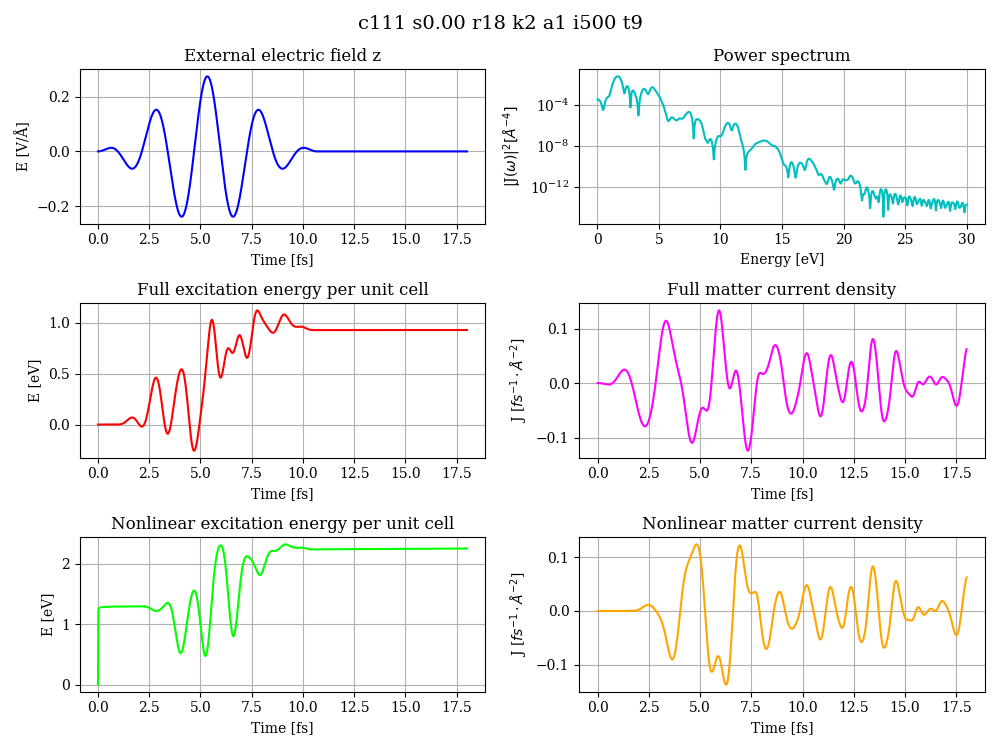 c111 s0.00 r18 k2 a1 i500 t9
External electric field z
E [V/Å]
0.2
0.0
−0.2
0.0 2.5 5.0 7.5 10.0 12.5 15.0 17.5
Time [fs]
Power spectrum
|J(ω)|²[Å⁻⁴]
10⁻⁴
10⁻⁸
10⁻¹²
0 5 10 15 20 25 30
Energy [eV]
Full excitation energy per unit cell
E [eV]
1.0
0.5
0.0
0.0 2.5 5.0 7.5 10.0 12.5 15.0 17.5
Time [fs]
Full matter current density
J [fs⁻¹ · Å⁻²]
0.1
0.0
−0.1
0.0 2.5 5.0 7.5 10.0 12.5 15.0 17.5
Time [fs]
Nonlinear excitation energy per unit cell
E [eV]
2
1
0
0.0 2.5 5.0 7.5 10.0 12.5 15.0 17.5
Time [fs]
Nonlinear matter current density
J [fs⁻¹ · Å⁻²]
0.1
0.0
−0.1
0.0 2.5 5.0 7.5 10.0 12.5 15.0 17.5
Time [fs]